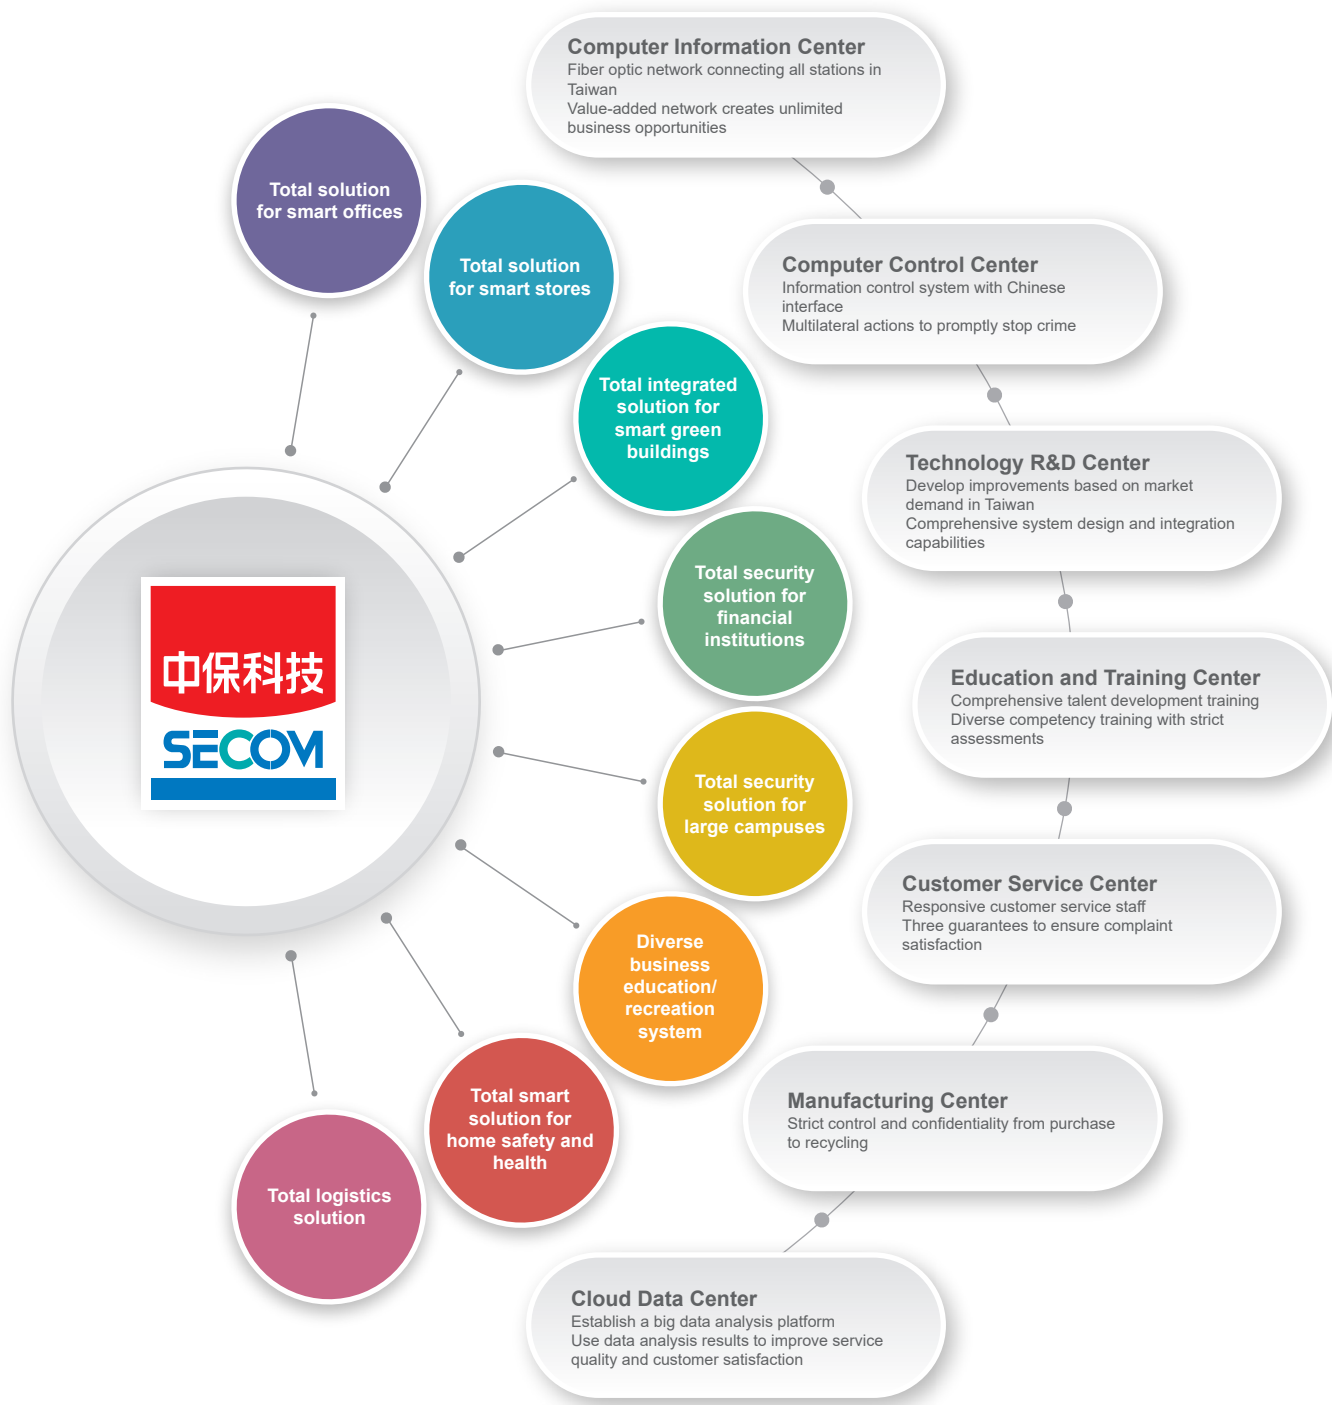 Computer Information Center
Fiber optic network connecting all stations in
Taiwan
Value-added network creates unlimited
business opportunities
Total solution
for smart offices
Total solution
for smart stores
Computer Control Center
Information control system with Chinese
interface
Multilateral actions to promptly stop crime
Total integrated
solution for
smart green
buildings
Technology R&D Center
Develop improvements based on market
demand in Taiwan
Comprehensive system design and integration
capabilities
Total security
solution for
financial
institutions
中保科技
SECOM
Education and Training Center
Comprehensive talent development training
Diverse competency training with strict
assessments
Total security
solution for
large campuses
Customer Service Center
Responsive customer service staff
Three guarantees to ensure complaint
satisfaction
Diverse
business
education/
recreation
system
Total smart
solution for
home safety and
health
Manufacturing Center
Strict control and confidentiality from purchase
to recycling
Total logistics
solution
Cloud Data Center
Establish a big data analysis platform
Use data analysis results to improve service
quality and customer satisfaction